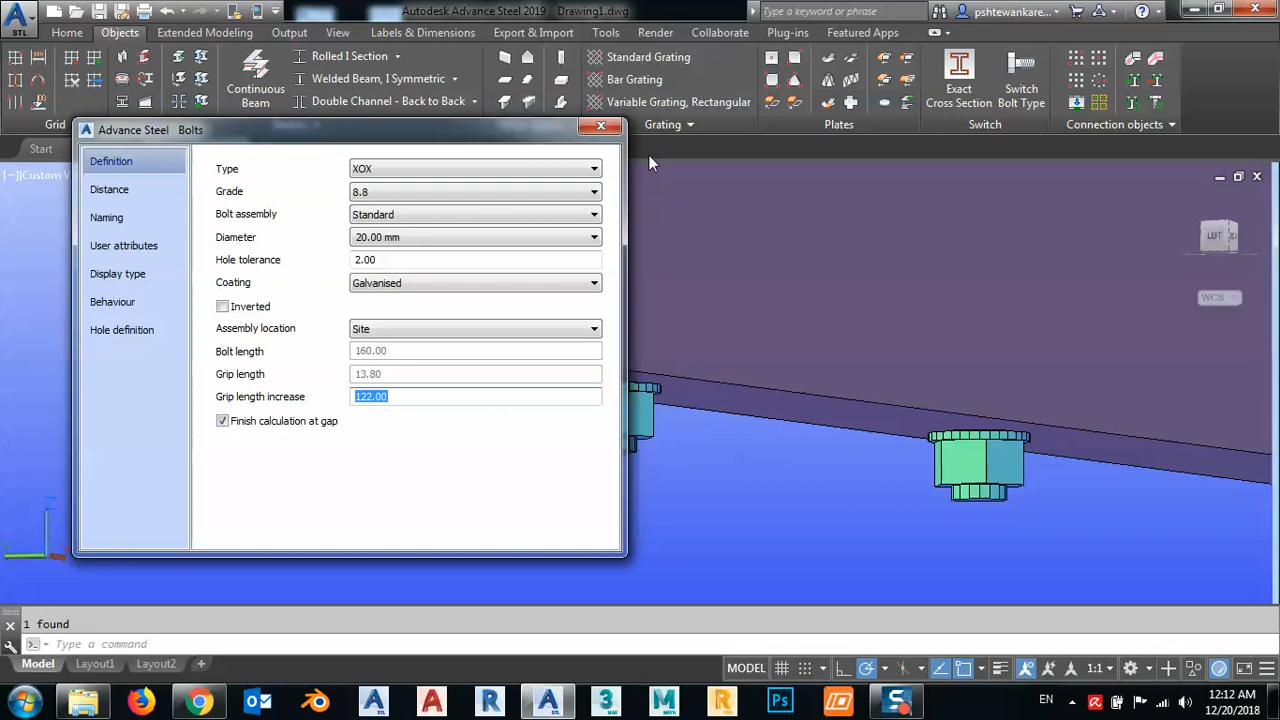 Autodesk Advance Steel 2019 Drawing1.dwg
Type a keyword or phrase
pshtewankare...
STL
Home
Objects
Extended Modeling
Output
View
Labels & Dimensions
Export & Import
Tools
Render
Collaborate
Plug-ins
Featured Apps
Rolled I Section
Welded Beam, I Symmetric
Double Channel - Back to Back
Continuous
Beam
Standard Grating
Bar Grating
Variable Grating, Rectangular
Exact
Cross Section
Switch
Bolt Type
Grid
Grating
Plates
Switch
Connection objects
Start
[−][Custom V
Advance Steel Bolts
Definition
Distance
Naming
User attributes
Display type
Behaviour
Hole definition
Type XOX
Grade 8.8
Bolt assembly Standard
Diameter 20.00 mm
Hole tolerance 2.00
Coating Galvanised
Inverted
Assembly location Site
Bolt length 160.00
Grip length 13.80
Grip length increase 122.00
Finish calculation at gap
LEFT
WCS
1 found
Type a command
Model
Layout1
Layout2
MODEL
1:1
EN
12:12 AM
12/20/2018